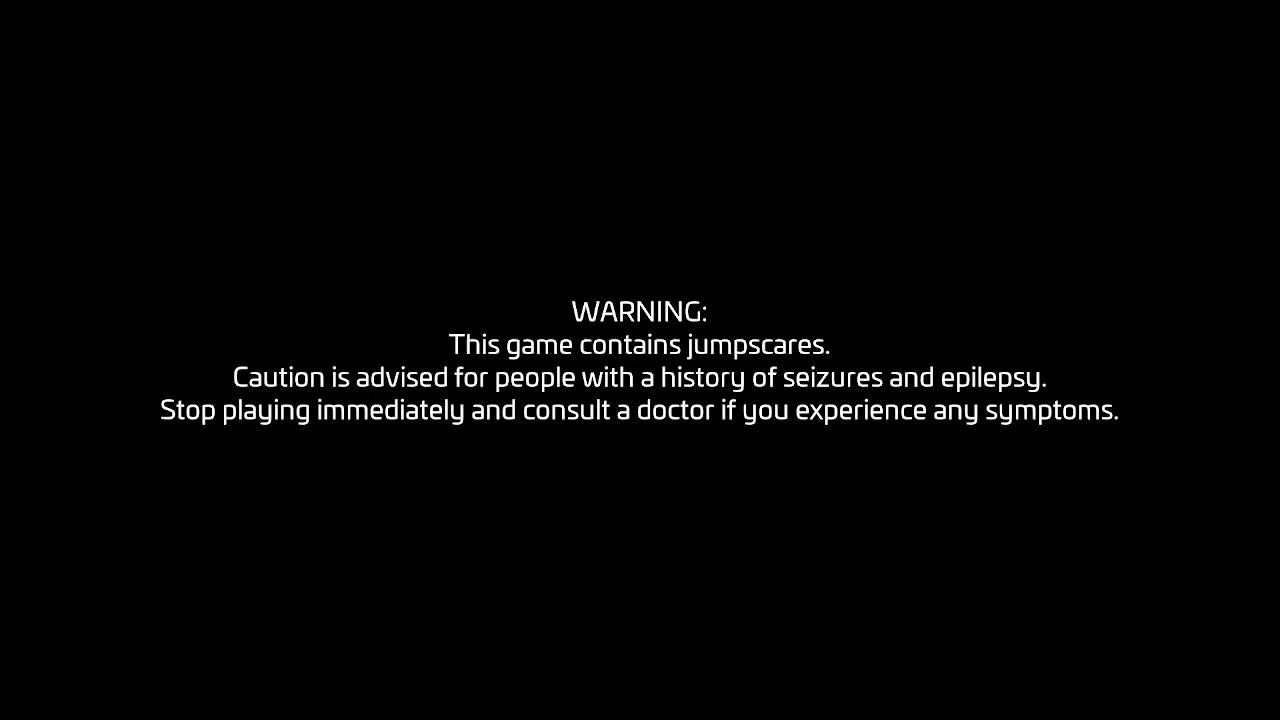 WARNING:
This game contains jumpscares.
Caution is advised for people with a history of seizures and epilepsy.
Stop playing immediately and consult a doctor if you experience any symptoms.